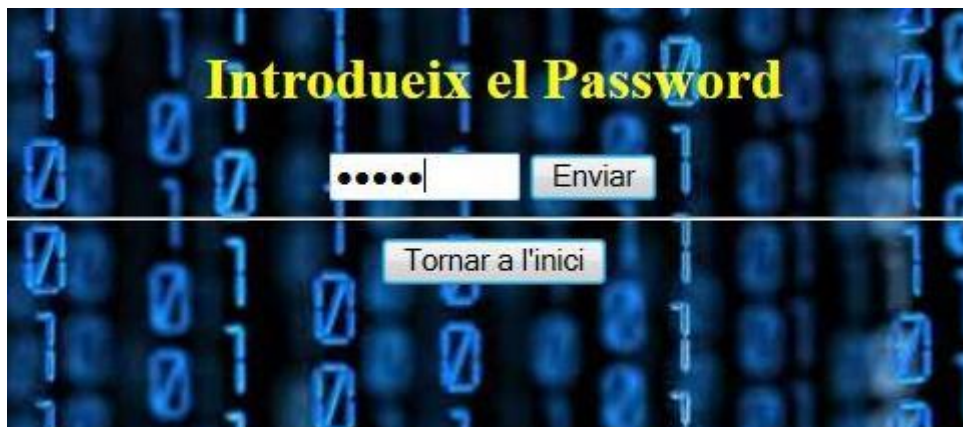 Introdueix el Password
••••• Enviar
Tornar a l'inici